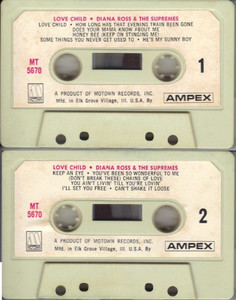 LOVE CHILD • DIANA ROSS & THE SUPREMES
LOVE CHILD • HOW LONG HAS THAT EVENING TRAIN BEEN GONE
DOES YOUR MAMA KNOW ABOUT ME
HONEY BEE (KEEP ON STINGING ME)
SOME THINGS YOU NEVER GET USED TO • HE'S MY SUNNY BOY
MT
5670
1
A PRODUCT OF MOTOWN RECORDS, INC.
Mfd. in Elk Grove Village, Ill. U.S.A. By
AMPEX
LOVE CHILD • DIANA ROSS & THE SUPREMES
KEEP AN EYE • YOU'VE BEEN SO WONDERFUL TO ME
(DON'T BREAK THESE) CHAINS OF LOVE
YOU AIN'T LIVIN' TILL YOU'RE LOVIN'
I'LL SET YOU FREE • CAN'T SHAKE IT LOOSE
MT
5670
2
A PRODUCT OF MOTOWN RECORDS, INC.
Mfd. in Elk Grove Village, Ill. U.S.A. By
AMPEX